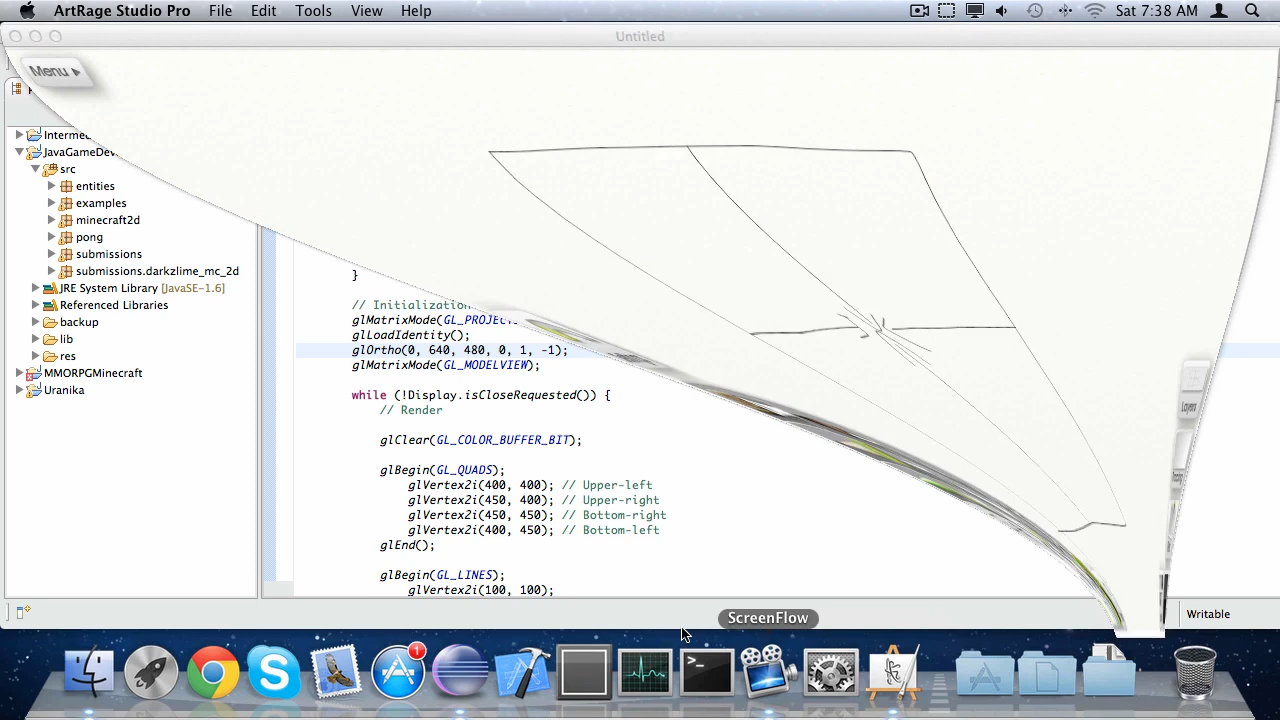 ArtRage Studio Pro File Edit Tools View Help Sat 7:38 AM
Untitled
Menu
Interme
JavaGameDev
src
entities
examples
minecraft2d
pong
submissions
submissions.darkzlime_mc_2d
JRE System Library [JavaSE-1.6]
Referenced Libraries
backup
lib
res
MMORPGMinecraft
Uranika
}
// Initialization
glMatrixMode(GL_PROJECT
glLoadIdentity();
glOrtho(0, 640, 480, 0, 1, -1);
glMatrixMode(GL_MODELVIEW);
while (!Display.isCloseRequested()) {
// Render
glClear(GL_COLOR_BUFFER_BIT);
glBegin(GL_QUADS);
glVertex2i(400, 400); // Upper-left
glVertex2i(450, 400); // Upper-right
glVertex2i(450, 450); // Bottom-right
glVertex2i(400, 450); // Bottom-left
glEnd();
glBegin(GL_LINES);
glVertex2i(100, 100);
Layers
Writable
ScreenFlow
1